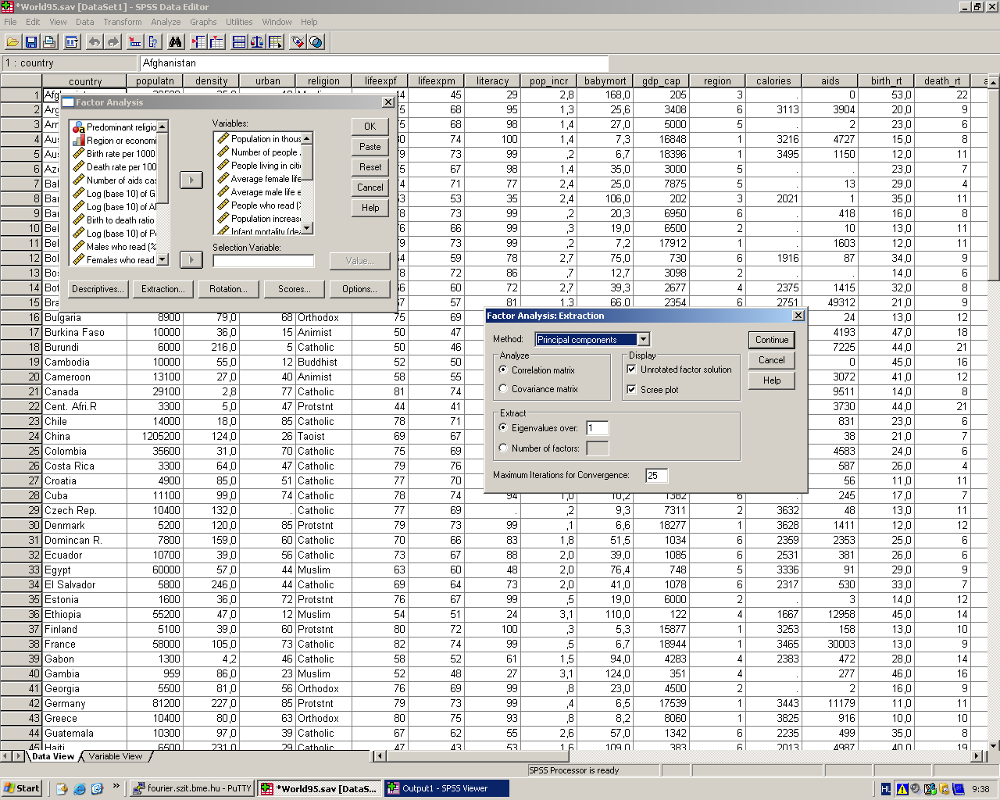 *World95.sav [DataSet1] - SPSS Data Editor
File Edit View Data Transform Analyze Graphs Utilities Window Help
1 : country Afghanistan
country populatn density urban religion lifeexpf lifeexpm literacy pop_incr babymort gdp_cap region calories aids birth_rt death_rt
Factor Analysis
Predominant religio
Region or economi
Birth rate per 1000
Death rate per 100
Number of aids cas
Log (base 10) of G
Log (base 10) of AI
Birth to death ratio
Log (base 10) of P
Males who read (%
Females who read
Variables:
Population in thous
Number of people .
People living in citi
Average female life
Average male life e
People who read (%
Population increas
Infant mortality (dea
Selection Variable:
OK
Paste
Reset
Cancel
Help
Value...
Descriptives... Extraction... Rotation... Scores... Options...
Factor Analysis: Extraction
Method: Principal components
Analyze
Correlation matrix
Covariance matrix
Display
Unrotated factor solution
Scree plot
Extract
Eigenvalues over: 1
Number of factors:
Maximum Iterations for Convergence: 25
Continue
Cancel
Help
1 45 29 2,8 168,0 205 3 . 0 53,0 22
2 68 95 1,3 25,6 3408 6 3113 3904 20,0 9
3 68 98 1,4 27,0 5000 5 . 2 23,0 6
4 74 100 1,4 7,3 16848 1 3216 4727 15,0 8
5 73 99 ,2 6,7 18396 1 3495 1150 12,0 11
6 67 98 1,4 35,0 3000 5 . . 23,0 7
7 71 77 2,4 25,0 7875 5 . 13 29,0 4
8 53 35 2,4 106,0 202 3 2021 1 35,0 11
9 73 99 ,2 20,3 6950 6 . 418 16,0 8
10 66 99 ,3 19,0 6500 2 . 10 13,0 11
11 73 99 ,2 7,2 17912 1 . 1603 12,0 11
12 59 78 2,7 75,0 730 6 1916 87 34,0 9
13 72 86 ,7 12,7 3098 2 . . 14,0 6
14 60 72 2,7 39,3 2677 4 2375 1415 32,0 8
15 57 81 1,3 66,0 2354 6 2751 49312 21,0 9
16 Bulgaria 8900 79,0 68 Orthodox 75 69 24 13,0 12
17 Burkina Faso 10000 36,0 15 Animist 50 47 4193 47,0 18
18 Burundi 6000 216,0 5 Catholic 50 46 7225 44,0 21
19 Cambodia 10000 55,0 12 Buddhist 52 50 0 45,0 16
20 Cameroon 13100 27,0 40 Animist 58 55 3072 41,0 12
21 Canada 29100 2,8 77 Catholic 81 74 9511 14,0 8
22 Cent. Afri.R 3300 5,0 47 Protstnt 44 41 3730 44,0 21
23 Chile 14000 18,0 85 Catholic 78 71 831 23,0 6
24 China 1205200 124,0 26 Taoist 69 67 38 21,0 7
25 Colombia 35600 31,0 70 Catholic 75 69 4583 24,0 6
26 Costa Rica 3300 64,0 47 Catholic 79 76 587 26,0 4
27 Croatia 4900 85,0 51 Catholic 77 70 56 11,0 11
28 Cuba 11100 99,0 74 Catholic 78 74 94 1,0 10,2 1382 6 . 245 17,0 7
29 Czech Rep. 10400 132,0 . Catholic 77 69 . ,2 9,3 7311 2 3632 48 13,0 11
30 Denmark 5200 120,0 85 Protstnt 79 73 99 ,1 6,6 18277 1 3628 1411 12,0 12
31 Domincan R. 7800 159,0 60 Catholic 70 66 83 1,8 51,5 1034 6 2359 2353 25,0 6
32 Ecuador 10700 39,0 56 Catholic 73 67 88 2,0 39,0 1085 6 2531 381 26,0 6
33 Egypt 60000 57,0 44 Muslim 63 60 48 2,0 76,4 748 5 3336 91 29,0 9
34 El Salvador 5800 246,0 44 Catholic 69 64 73 2,0 41,0 1078 6 2317 530 33,0 7
35 Estonia 1600 36,0 72 Protstnt 76 67 99 ,5 19,0 6000 2 . 3 14,0 12
36 Ethiopia 55200 47,0 12 Muslim 54 51 24 3,1 110,0 122 4 1667 12958 45,0 14
37 Finland 5100 39,0 60 Protstnt 80 72 100 ,3 5,3 15877 1 3253 158 13,0 10
38 France 58000 105,0 73 Catholic 82 74 99 ,5 6,7 18944 1 3465 30003 13,0 9
39 Gabon 1300 4,2 46 Catholic 58 52 61 1,5 94,0 4283 4 2383 472 28,0 14
40 Gambia 959 86,0 23 Muslim 52 48 27 3,1 124,0 351 4 . 277 46,0 16
41 Georgia 5500 81,0 56 Orthodox 76 69 99 ,8 23,0 4500 2 . . 16,0 9
42 Germany 81200 227,0 85 Protstnt 79 73 99 ,4 6,5 17539 1 3443 11179 11,0 11
43 Greece 10400 80,0 63 Orthodox 80 75 93 ,8 8,2 8060 1 3825 916 10,0 10
44 Guatemala 10300 97,0 39 Catholic 67 62 55 2,6 57,0 1342 6 2235 499 35,0 8
45 Haiti 6500 231,0 29 Catholic 47 43 53 1,6 109,0 383 6 2013 4987 40,0 19
Data View Variable View
SPSS Processor is ready
Start » fourier.szit.bme.hu - PuTTY *World95.sav [DataS... Output1 - SPSS Viewer HU 9:38